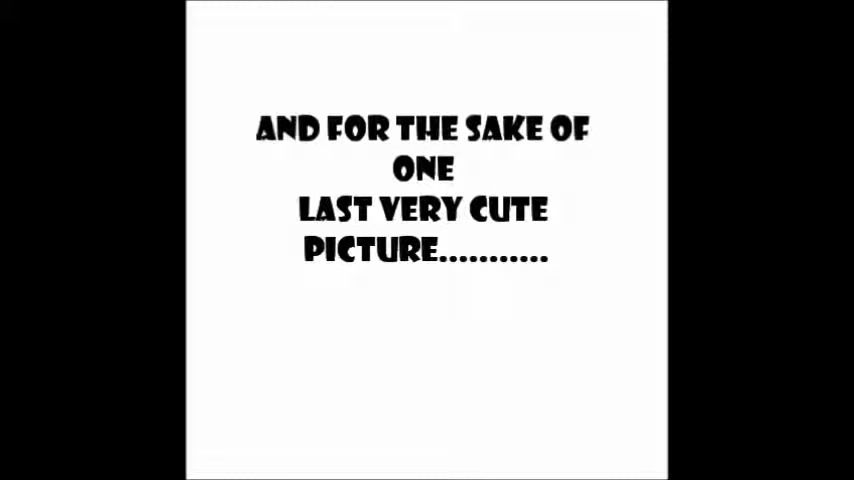 AND FOR THE SAKE OF
ONE
LAST VERY CUTE
PICTURE...........